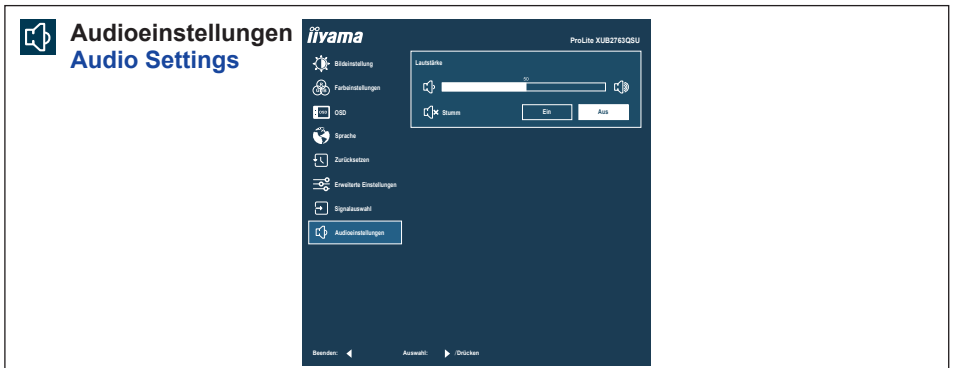 Audioeinstellungen
Audio Settings
iiyama
ProLite XUB2763QSU
Bildeinstellung
Farbeinstellungen
OSD
OSD
Sprache
Zurücksetzen
Erweiterte Einstellungen
Signalauswahl
Audioeinstellungen
Lautstärke
50
Stumm
Ein
Aus
Beenden:
Auswahl: /Drücken